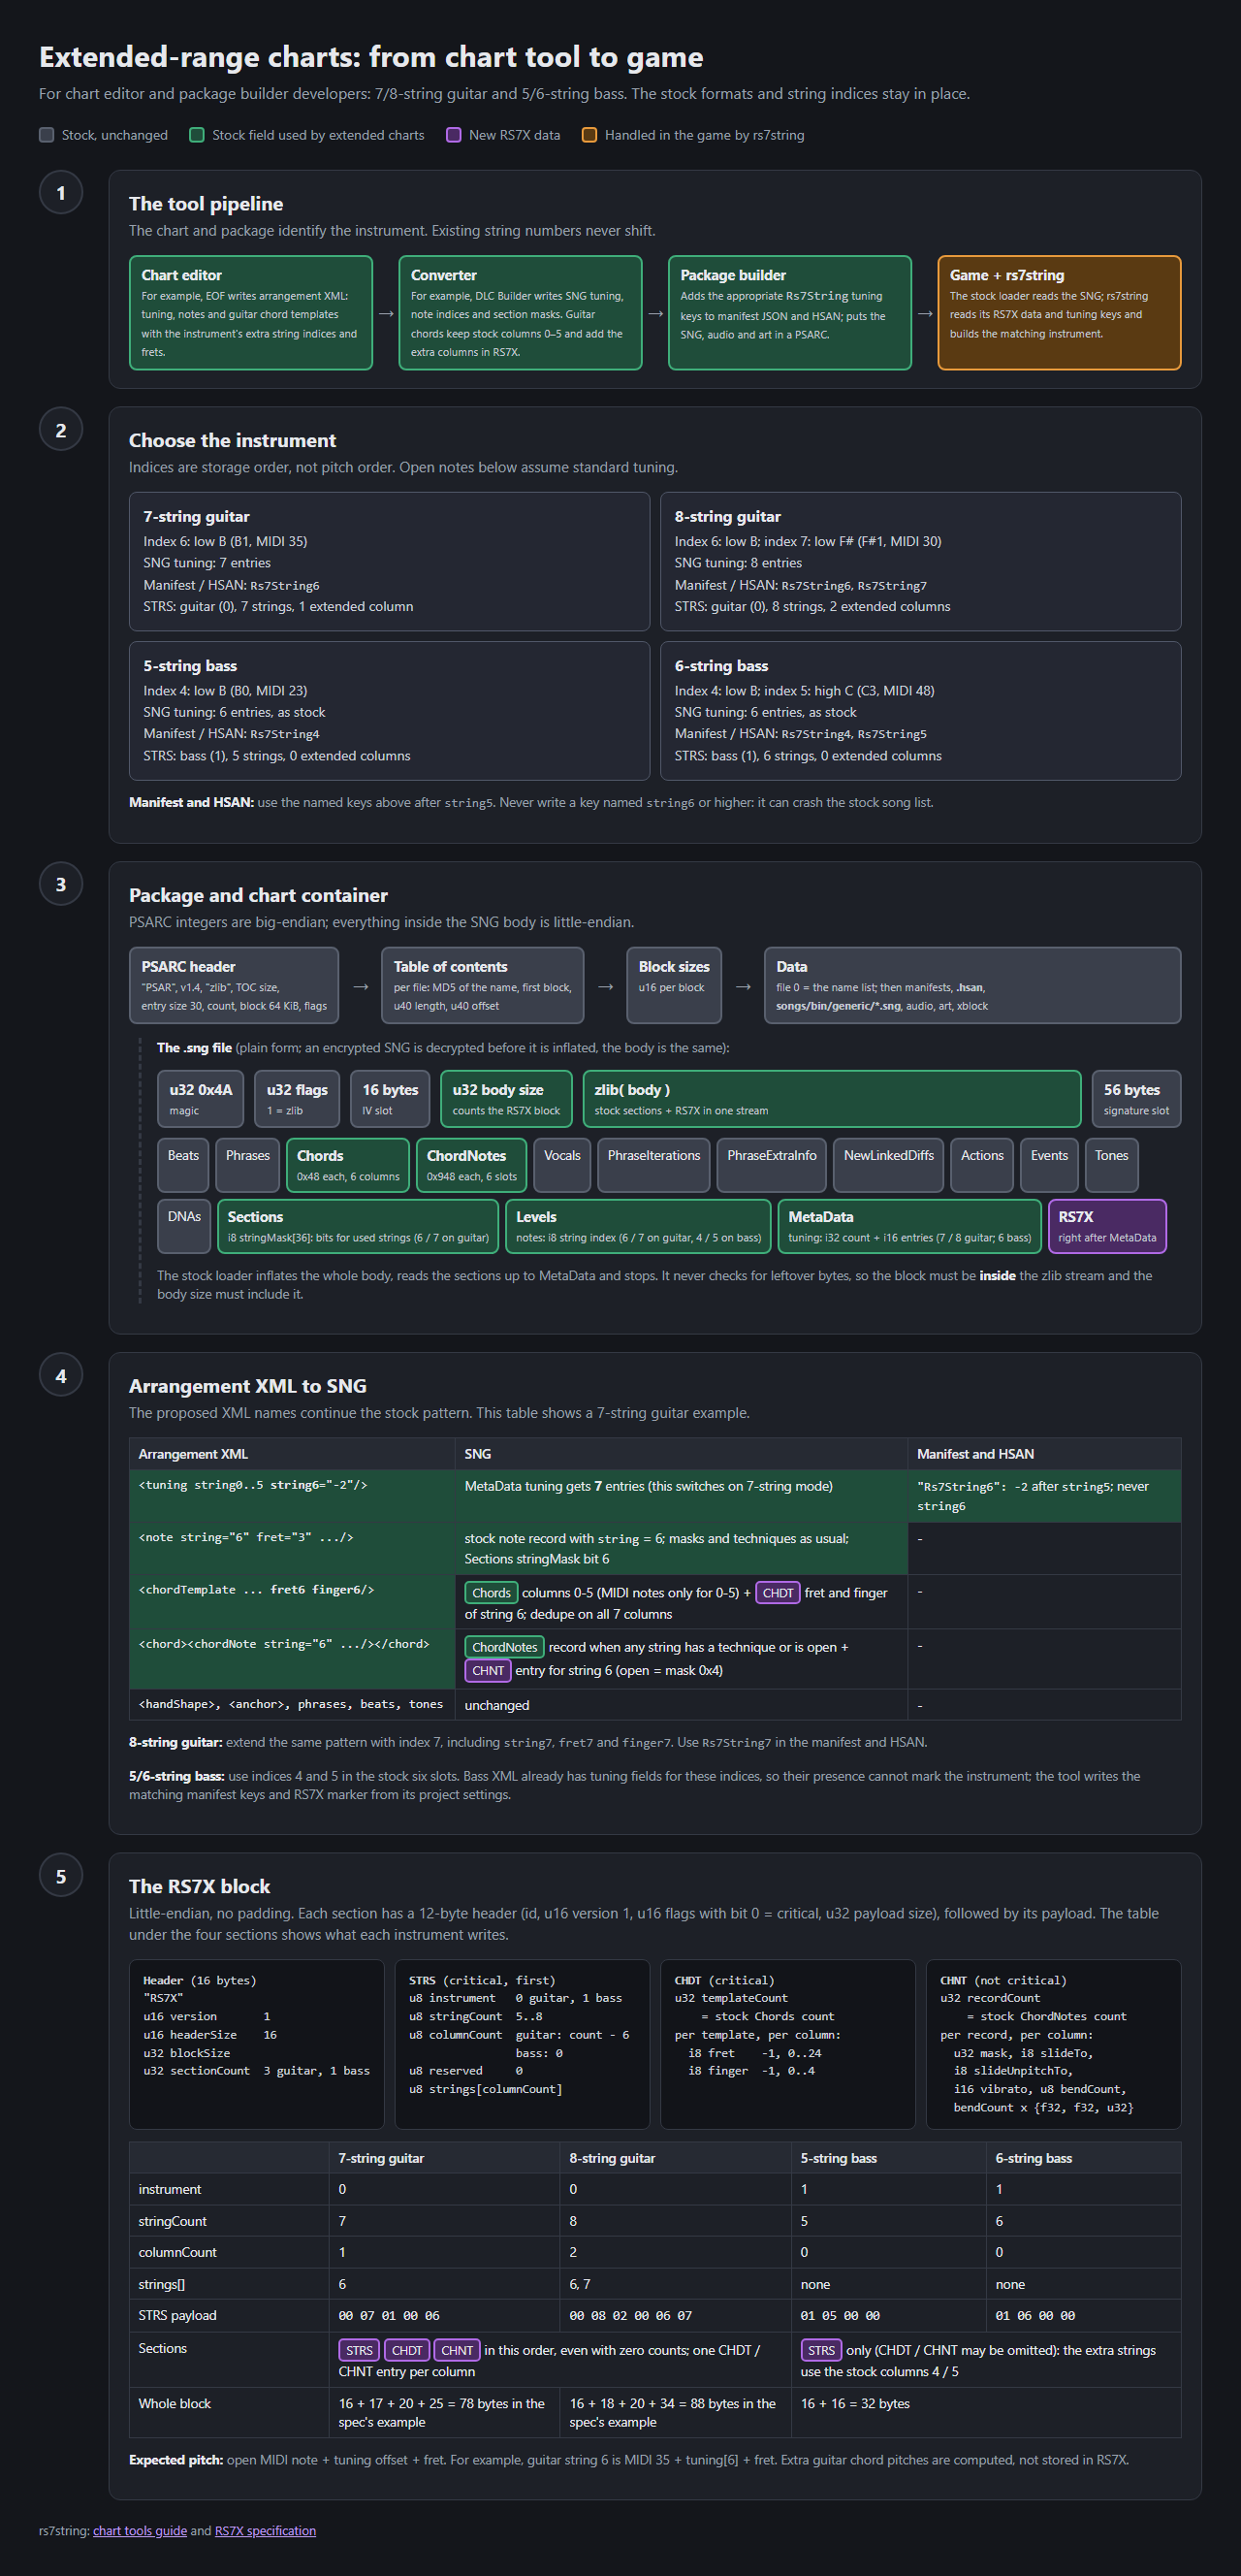 Extended-range charts: from chart tool to game
For chart editor and package builder developers: 7/8-string guitar and 5/6-string bass. The stock formats and string indices stay in place.
Stock, unchanged
Stock field used by extended charts
New RS7X data
Handled in the game by rs7string
1
The tool pipeline
The chart and package identify the instrument. Existing string numbers never shift.
Chart editor
For example, EOF writes arrangement XML:
tuning, notes and guitar chord templates
with the instrument's extra string indices and
frets.
→
Converter
For example, DLC Builder writes SNG tuning,
note indices and section masks. Guitar
chords keep stock columns 0–5 and add the
extra columns in RS7X.
→
Package builder
Adds the appropriate Rs7String tuning
keys to manifest JSON and HSAN; puts the
SNG, audio and art in a PSARC.
→
Game + rs7string
The stock loader reads the SNG; rs7string
reads its RS7X data and tuning keys and
builds the matching instrument.
2
Choose the instrument
Indices are storage order, not pitch order. Open notes below assume standard tuning.
7-string guitar
Index 6: low B (B1, MIDI 35)
SNG tuning: 7 entries
Manifest / HSAN: Rs7String6
STRS: guitar (0), 7 strings, 1 extended column
8-string guitar
Index 6: low B; index 7: low F# (F#1, MIDI 30)
SNG tuning: 8 entries
Manifest / HSAN: Rs7String6, Rs7String7
STRS: guitar (0), 8 strings, 2 extended columns
5-string bass
Index 4: low B (B0, MIDI 23)
SNG tuning: 6 entries, as stock
Manifest / HSAN: Rs7String4
STRS: bass (1), 5 strings, 0 extended columns
6-string bass
Index 4: low B; index 5: high C (C3, MIDI 48)
SNG tuning: 6 entries, as stock
Manifest / HSAN: Rs7String4, Rs7String5
STRS: bass (1), 6 strings, 0 extended columns
Manifest and HSAN: use the named keys above after string5. Never write a key named string6 or higher: it can crash the stock song list.
3
Package and chart container
PSARC integers are big-endian; everything inside the SNG body is little-endian.
PSARC header
"PSAR", v1.4, "zlib", TOC size,
entry size 30, count, block 64 KiB, flags
→
Table of contents
per file: MD5 of the name, first block,
u40 length, u40 offset
→
Block sizes
u16 per block
→
Data
file 0 = the name list; then manifests, .hsan,
songs/bin/generic/*.sng, audio, art, xblock
The .sng file (plain form; an encrypted SNG is decrypted before it is inflated, the body is the same):
u32 0x4A
magic
u32 flags
1 = zlib
16 bytes
IV slot
u32 body size
counts the RS7X block
zlib( body )
stock sections + RS7X in one stream
56 bytes
signature slot
Beats
Phrases
Chords
0x48 each, 6 columns
ChordNotes
0x948 each, 6 slots
Vocals
PhraseIterations
PhraseExtraInfo
NewLinkedDiffs
Actions
Events
Tones
DNAs
Sections
i8 stringMask[36]: bits for used strings (6 / 7 on guitar)
Levels
notes: i8 string index (6 / 7 on guitar, 4 / 5 on bass)
MetaData
tuning: i32 count + i16 entries (7 / 8 guitar; 6 bass)
RS7X
right after MetaData
The stock loader inflates the whole body, reads the sections up to MetaData and stops. It never checks for leftover bytes, so the block must be inside the zlib stream and the
body size must include it.
4
Arrangement XML to SNG
The proposed XML names continue the stock pattern. This table shows a 7-string guitar example.
Arrangement XML
SNG
Manifest and HSAN
<tuning string0..5 string6="-2"/>
MetaData tuning gets 7 entries (this switches on 7-string mode)
"Rs7String6": -2 after string5; never
string6
<note string="6" fret="3" .../>
stock note record with string = 6; masks and techniques as usual;
Sections stringMask bit 6
-
<chordTemplate ... fret6 finger6/>
Chords columns 0-5 (MIDI notes only for 0-5) + CHDT fret and finger
of string 6; dedupe on all 7 columns
-
<chord><chordNote string="6" .../></chord>
ChordNotes record when any string has a technique or is open +
CHNT entry for string 6 (open = mask 0x4)
-
<handShape>, <anchor>, phrases, beats, tones
unchanged
-
8-string guitar: extend the same pattern with index 7, including string7, fret7 and finger7. Use Rs7String7 in the manifest and HSAN.
5/6-string bass: use indices 4 and 5 in the stock six slots. Bass XML already has tuning fields for these indices, so their presence cannot mark the instrument; the tool writes the
matching manifest keys and RS7X marker from its project settings.
5
The RS7X block
Little-endian, no padding. Each section has a 12-byte header (id, u16 version 1, u16 flags with bit 0 = critical, u32 payload size), followed by its payload. The table
under the four sections shows what each instrument writes.
Header (16 bytes)
"RS7X"
u16 version 1
u16 headerSize 16
u32 blockSize
u32 sectionCount 3 guitar, 1 bass
STRS (critical, first)
u8 instrument 0 guitar, 1 bass
u8 stringCount 5..8
u8 columnCount guitar: count - 6
bass: 0
u8 reserved 0
u8 strings[columnCount]
CHDT (critical)
u32 templateCount
= stock Chords count
per template, per column:
i8 fret -1, 0..24
i8 finger -1, 0..4
CHNT (not critical)
u32 recordCount
= stock ChordNotes count
per record, per column:
u32 mask, i8 slideTo,
i8 slideUnpitchTo,
i16 vibrato, u8 bendCount,
bendCount x {f32, f32, u32}
7-string guitar
8-string guitar
5-string bass
6-string bass
instrument
0
0
1
1
stringCount
7
8
5
6
columnCount
1
2
0
0
strings[]
6
6, 7
none
none
STRS payload
00 07 01 00 06
00 08 02 00 06 07
01 05 00 00
01 06 00 00
Sections
STRS CHDT CHNT in this order, even with zero counts; one CHDT /
CHNT entry per column
STRS only (CHDT / CHNT may be omitted): the extra strings
use the stock columns 4 / 5
Whole block
16 + 17 + 20 + 25 = 78 bytes in the
spec's example
16 + 18 + 20 + 34 = 88 bytes in the
spec's example
16 + 16 = 32 bytes
Expected pitch: open MIDI note + tuning offset + fret. For example, guitar string 6 is MIDI 35 + tuning[6] + fret. Extra guitar chord pitches are computed, not stored in RS7X.
rs7string: chart tools guide and RS7X specification